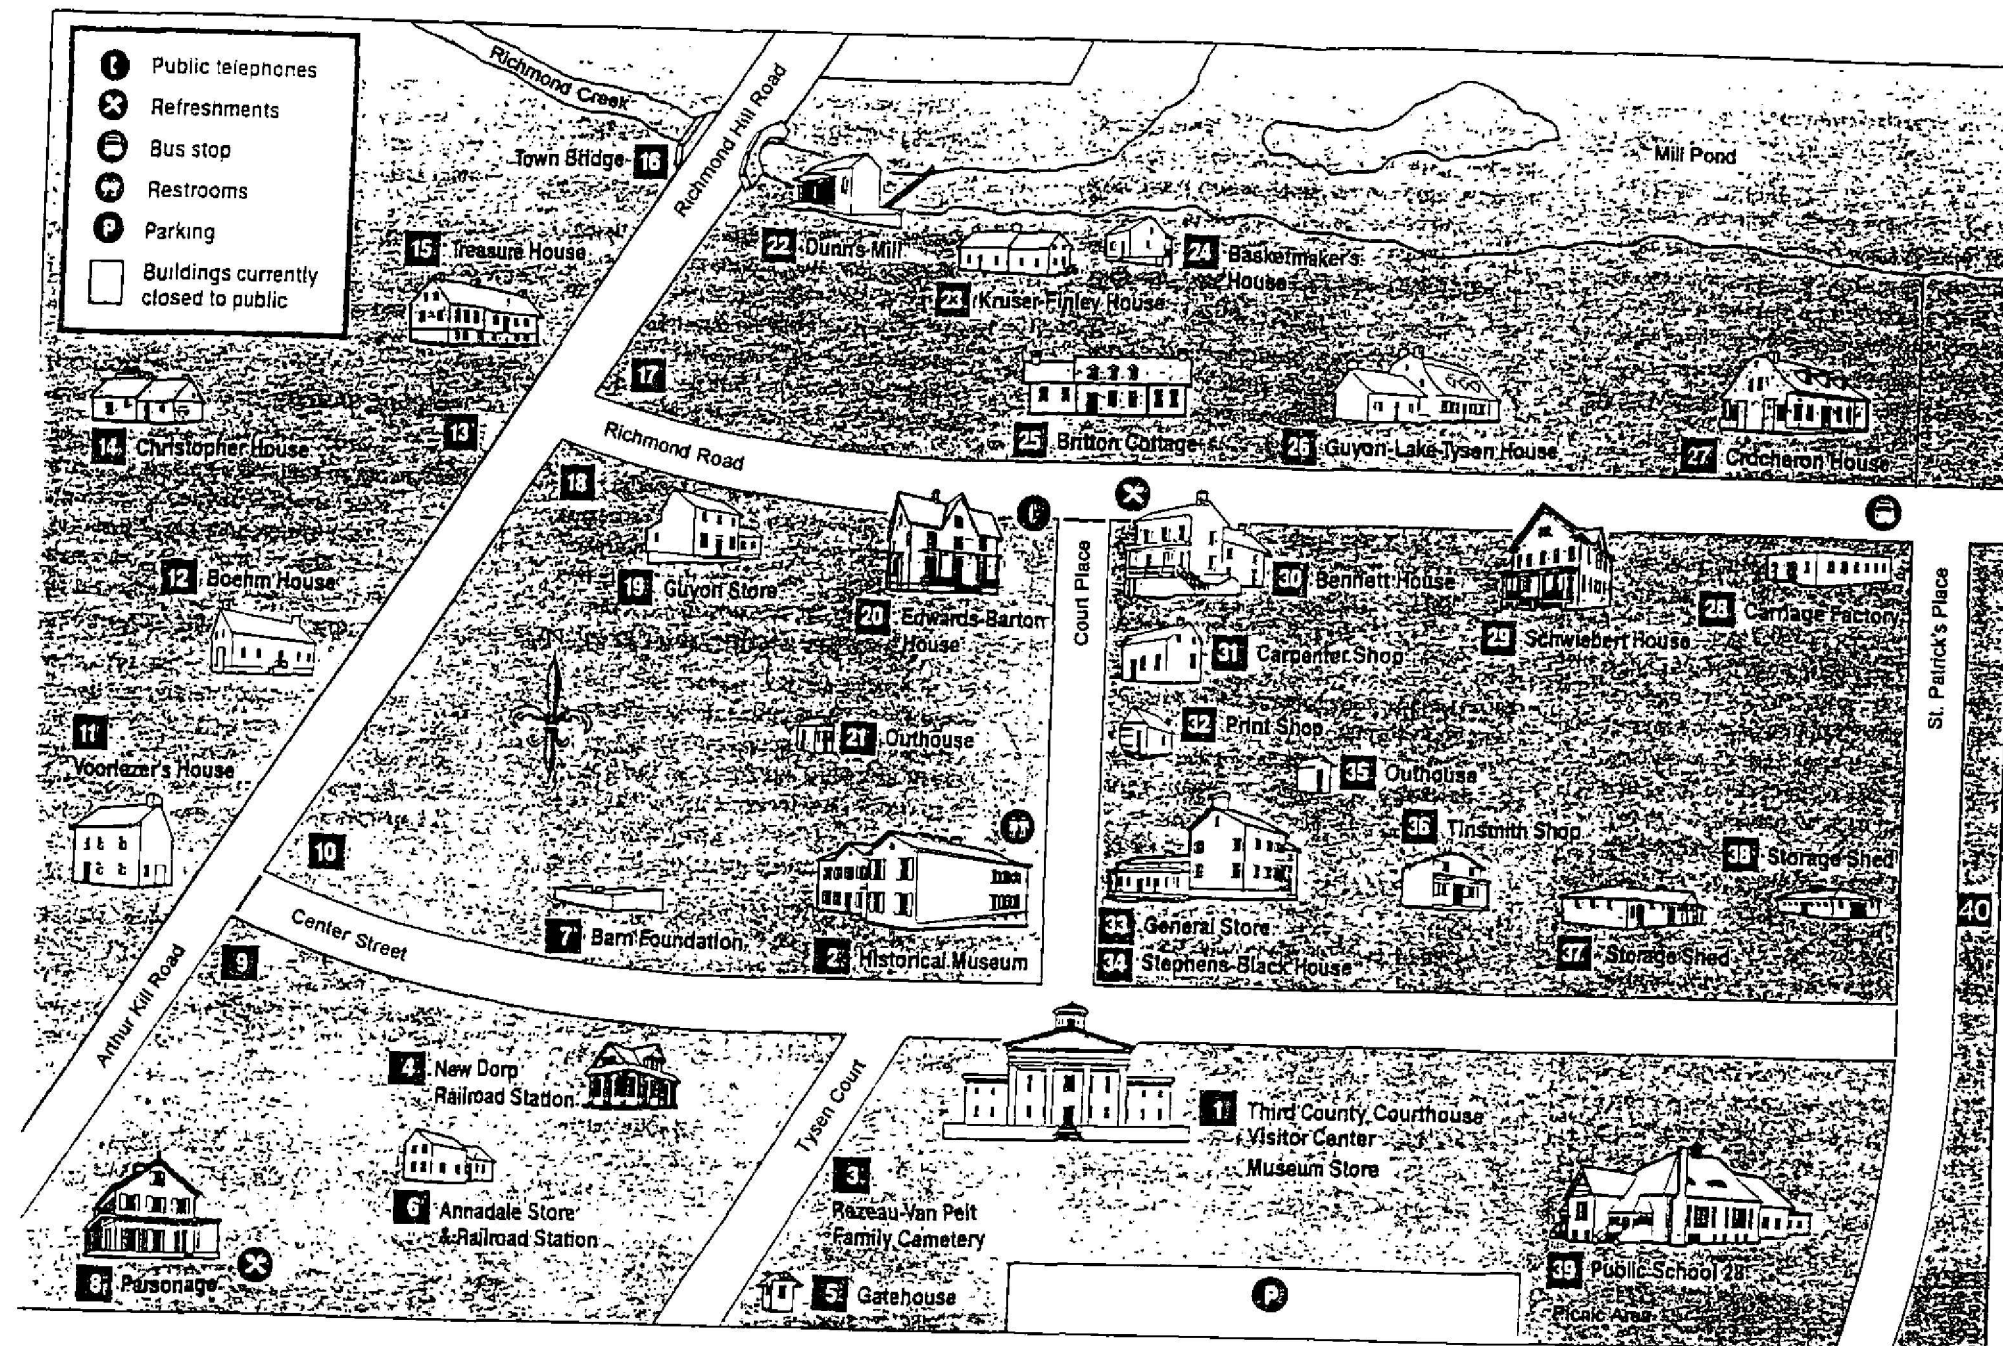 Public telephones
Refreshments
Bus stop
Restrooms
P Parking
Buildings currently
closed to public
Richmond Creek
Richmond Hill Road
Town Bridge 16
Mill Pond
15 Treasure House
22 Dunn's Mill
24 Basketmaker's
House
23 Kruser-Finley House
17
14 Christopher House
13
Richmond Road
25 Britton Cottage
26 Guyon-Lake-Tysen House
27 Crocheron House
18
12 Boehm House
19 Guyon Store
20 Edwards-Barton
House
Court Place
30 Bennett House
29 Schwiebert House
28 Carriage Factory
St. Patrick's Place
31 Carpenter Shop
11
Voorlezer's House
21 Outhouse
32 Print Shop
35 Outhouse
36 Tinsmith Shop
38 Storage Shed
10
Center Street
7 Barn Foundation
2 Historical Museum
33 General Store
34 Stephens-Black House
37 Storage Shed
40
9
Arthur Kill Road
4 New Dorp
Railroad Station
Tysen Court
1 Third County Courthouse
Visitor Center
Museum Store
3
Rezeau-Van Pelt
Family Cemetery
6 Annadale Store
& Railroad Station
8 Parsonage
5 Gatehouse
P
39 Public School 28
Picnic Area